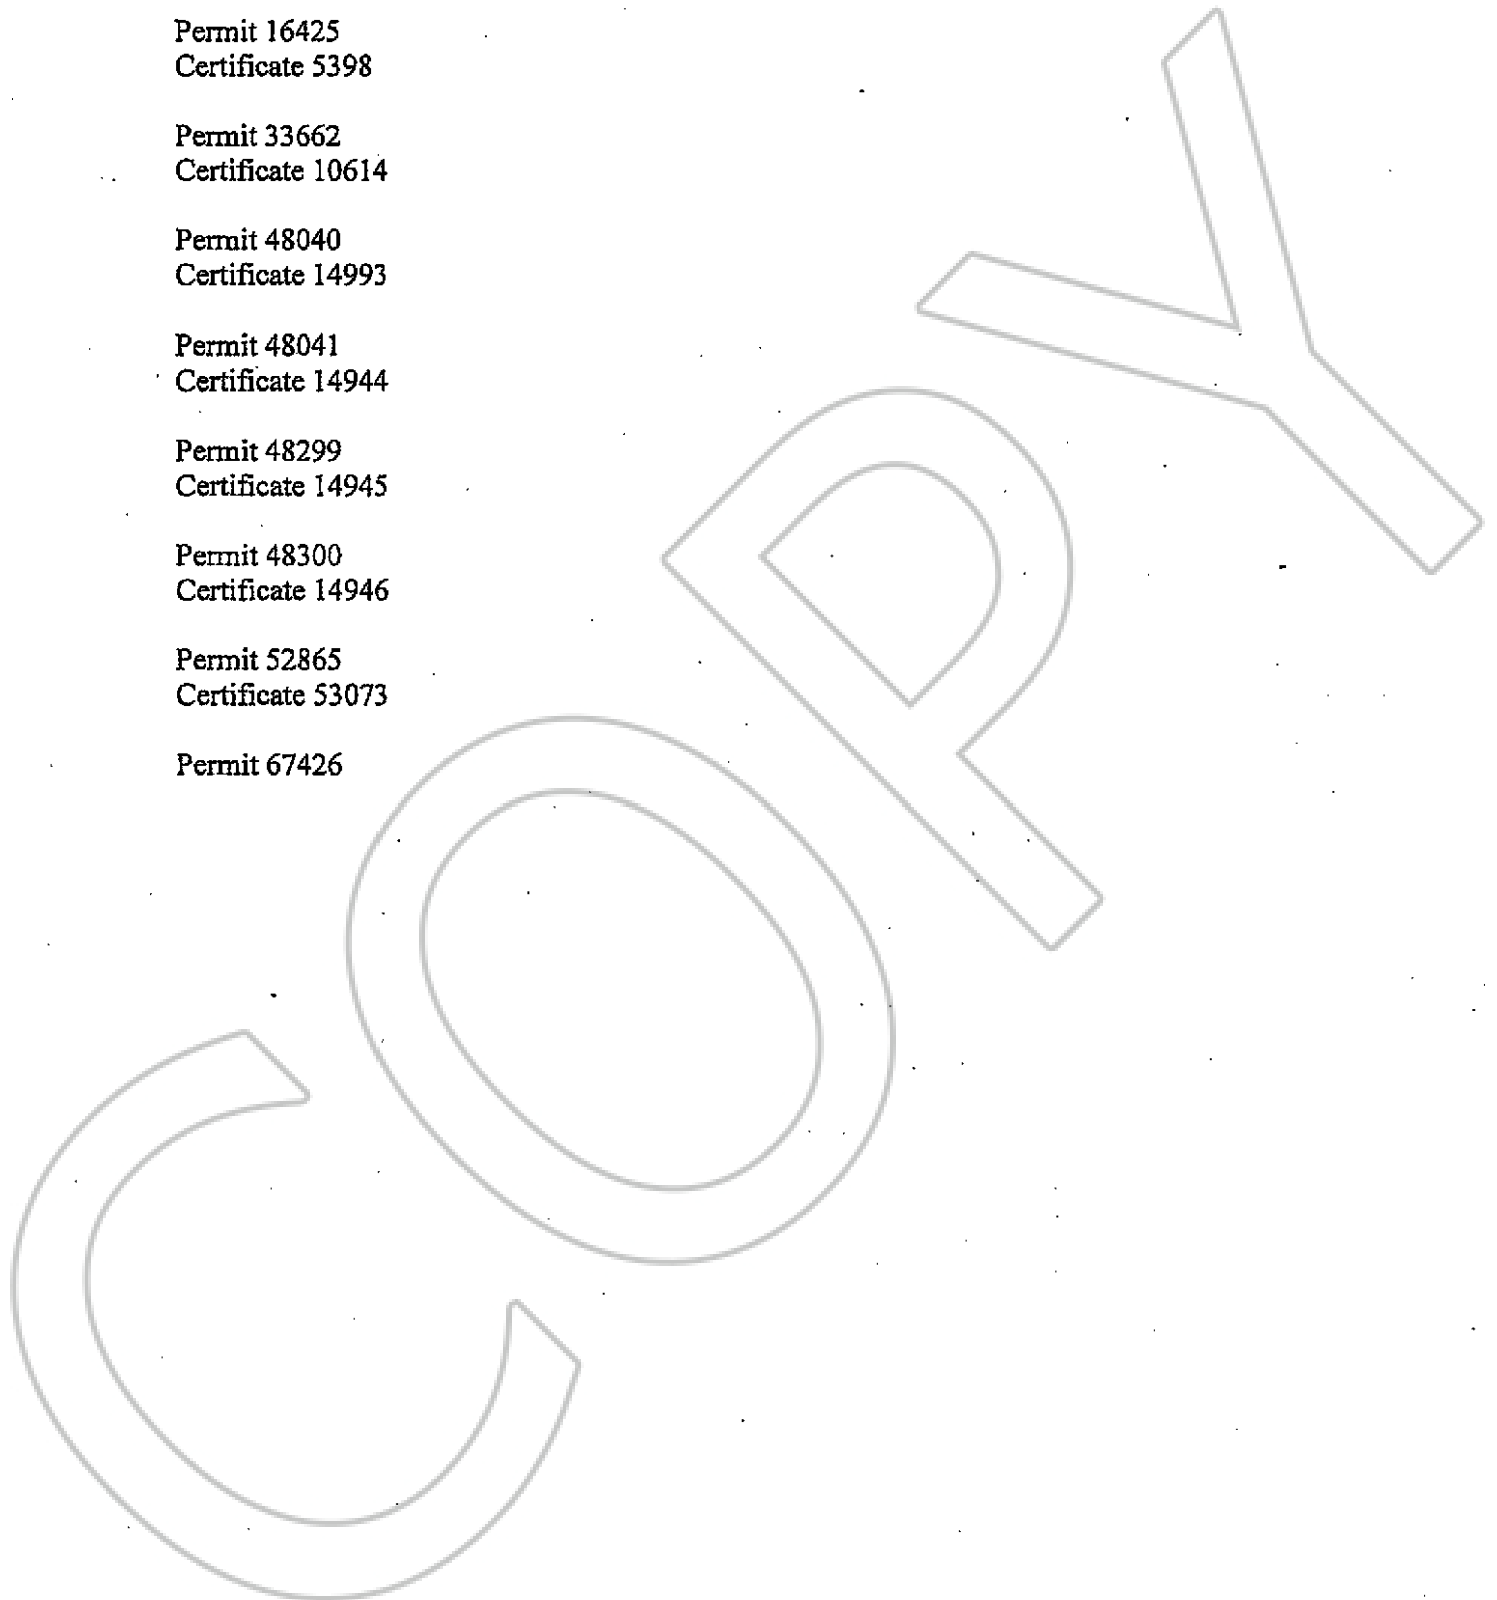 Permit 16425
Certificate 5398
Permit 33662
Certificate 10614
Permit 48040
Certificate 14993
Permit 48041
Certificate 14944
Permit 48299
Certificate 14945
Permit 48300
Certificate 14946
Permit 52865
Certificate 53073
Permit 67426
COPY